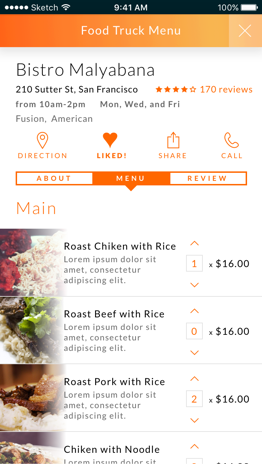 Sketch 9:41 AM 100%
Food Truck Menu
Bistro Malyabana
210 Sutter St, San Francisco 170 reviews
from 10am-2pm Mon, Wed, and Fri
Fusion, American
DIRECTION LIKED! SHARE CALL
ABOUT MENU REVIEW
Main
Roast Chiken with Rice
Lorem ipsum dolor sit
amet, consectetur
adipiscing elit.
1 x $16.00
Roast Beef with Rice
Lorem ipsum dolor sit
amet, consectetur
adipiscing elit.
0 x $16.00
Roast Pork with Rice
Lorem ipsum dolor sit
amet, consectetur
adipiscing elit.
2 x $16.00
Chiken with Noodle
Lorem ipsum dolor sit